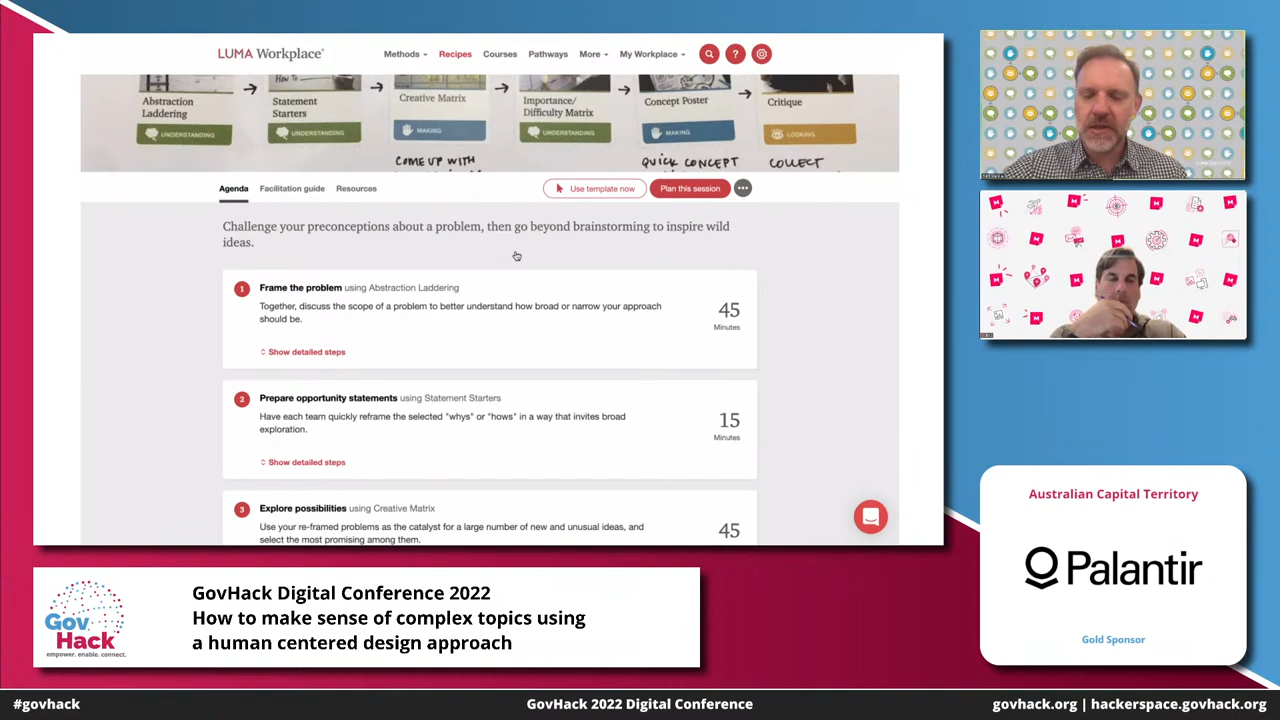 LUMA Workplace®
Methods
Recipes
Courses
Pathways
More
My Workplace
?
Abstraction
Laddering
UNDERSTANDING
Statement
Starters
UNDERSTANDING
Creative Matrix
MAKING
COME UP WITH
Importance/
Difficulty Matrix
UNDERSTANDING
Concept Poster
MAKING
QUICK CONCEPT
Critique
LOOKING
COLLECT
Agenda
Facilitation guide
Resources
Use template now
Plan this session
Challenge your preconceptions about a problem, then go beyond brainstorming to inspire wild
ideas.
1
Frame the problem using Abstraction Laddering
Together, discuss the scope of a problem to better understand how broad or narrow your approach
should be.
45
Minutes
Show detailed steps
2
Prepare opportunity statements using Statement Starters
Have each team quickly reframe the selected "whys" or "hows" in a way that invites broad
exploration.
15
Minutes
Show detailed steps
3
Explore possibilities using Creative Matrix
Use your re-framed problems as the catalyst for a large number of new and unusual ideas, and
select the most promising among them.
45
Australian Capital Territory
Palantir
Gold Sponsor
Gov
Hack
empower. enable. connect.
GovHack Digital Conference 2022
How to make sense of complex topics using
a human centered design approach
#govhack
GovHack 2022 Digital Conference
govhack.org | hackerspace.govhack.org